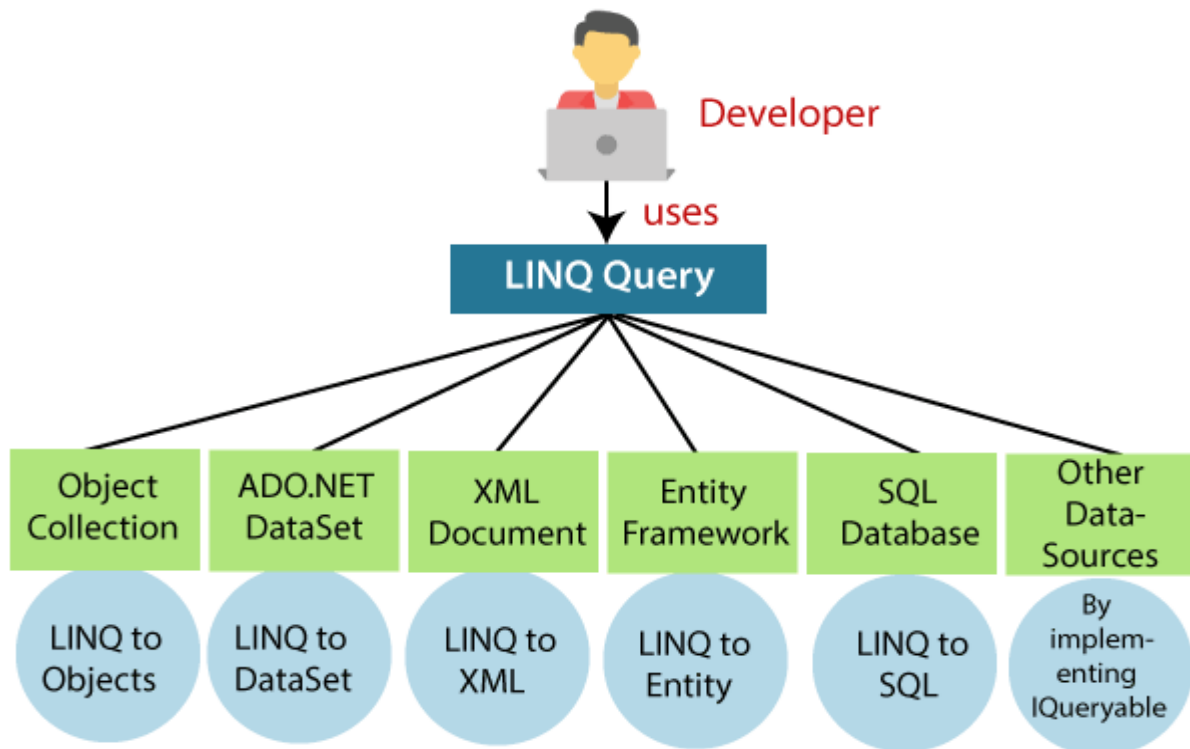 Developer
uses
LINQ Query
Object
Collection
ADO.NET
DataSet
XML
Document
Entity
Framework
SQL
Database
Other
Data-
Sources
LINQ to
Objects
LINQ to
DataSet
LINQ to
XML
LINQ to
Entity
LINQ to
SQL
By
implem-
enting
IQueryable